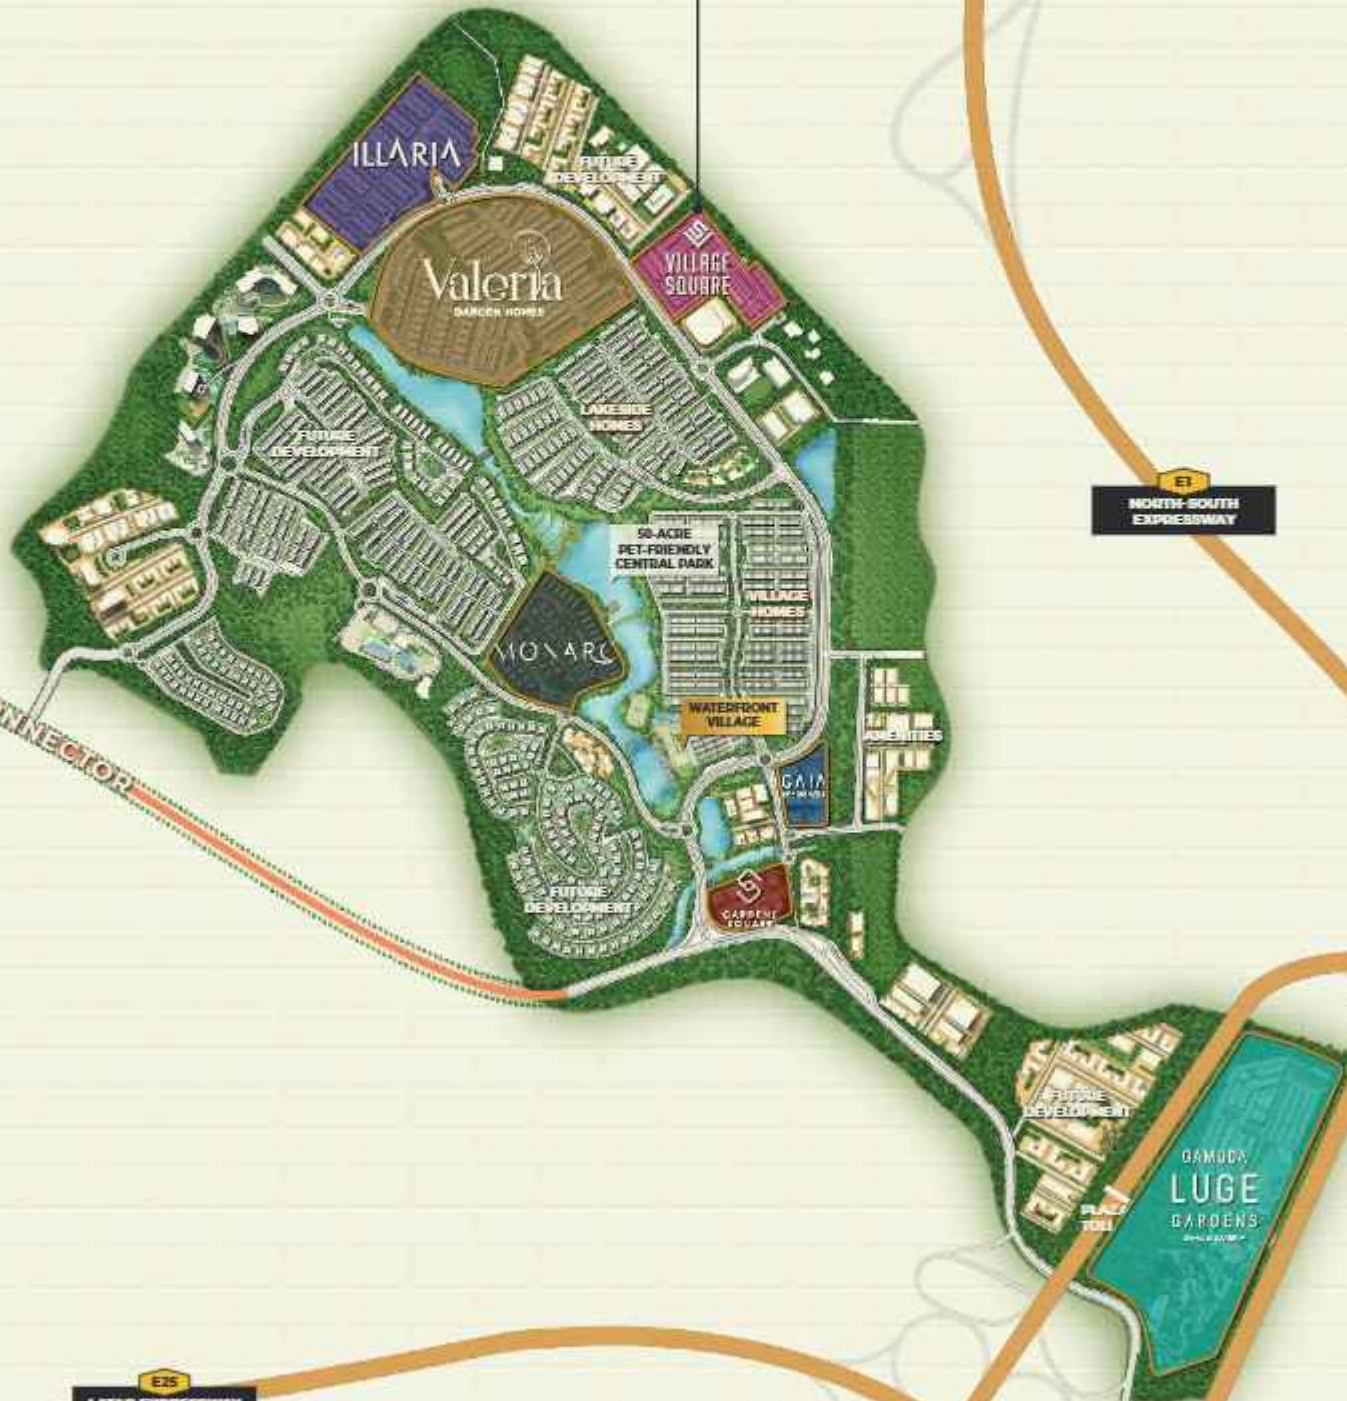 ILLARIA
FUTURE
DEVELOPMENT
VILLAGE
SQUARE
Valeria
GARDEN HOMES
LAKESIDE
HOMES
FUTURE
DEVELOPMENT
E1
NORTH-SOUTH
EXPRESSWAY
50-ACRE
PET-FRIENDLY
CENTRAL PARK
VILLAGE
HOMES
MONARC
WATERFRONT
VILLAGE
AMENITIES
NNECTOR
GAIA
RESIDENCES
FUTURE
DEVELOPMENT
GARDENS
SQUARE
FUTURE
DEVELOPMENT
GAMUDA
LUGE
GARDENS
PLAZA
TOLL
E25